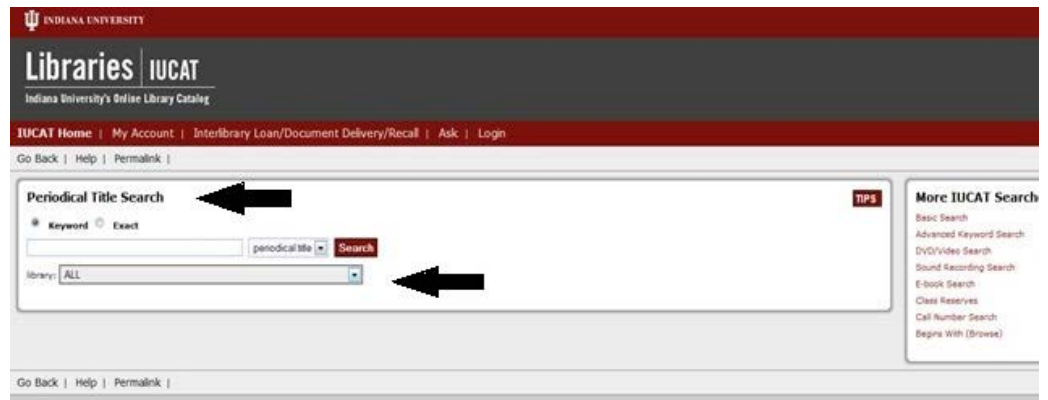 INDIANA UNIVERSITY
Libraries | IUCAT
Indiana University's Online Library Catalog
IUCAT Home | My Account | Interlibrary Loan/Document Delivery/Recall | Ask | Login
Go Back | Help | Permalink |
Periodical Title Search
TIPS
Keyword Exact
periodical title Search
library: ALL
More IUCAT Search
Basic Search
Advanced Keyword Search
DVD/Video Search
Sound Recording Search
E-book Search
Class Reserves
Call Number Search
Begins With (Browse)
Go Back | Help | Permalink |